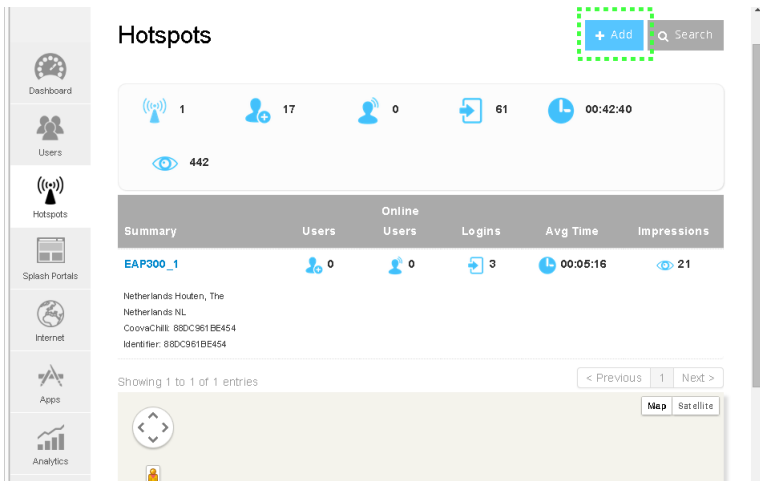 Hotspots
+ Add
Search
Dashboard
Users
Hotspots
Splash Portals
Internet
Apps
Analytics
1
17
0
61
00:42:40
442
Summary
Users
Online
Users
Logins
Avg Time
Impressions
EAP300_1
0
0
3
00:05:16
21
Netherlands Houten, The
Netherlands NL
CoovaChilli: 88DC961BE454
Identifier: 88DC961BE454
Showing 1 to 1 of 1 entries
< Previous
1
Next >
Map
Satellite